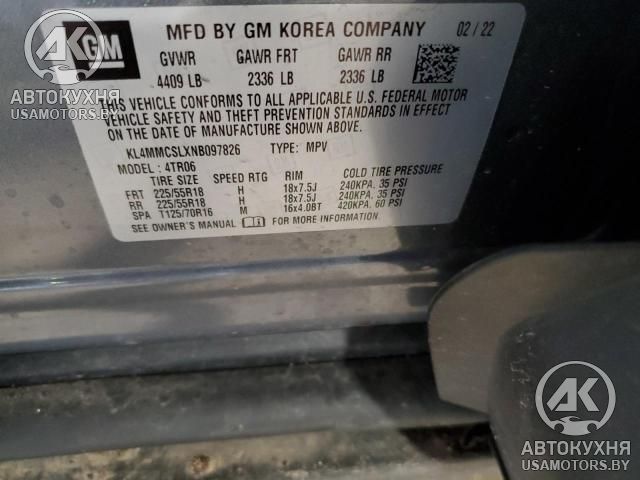 GM
MFD BY GM KOREA COMPANY 02 / 22
GVWR GAWR FRT GAWR RR
4409 LB 2336 LB 2336 LB
THIS VEHICLE CONFORMS TO ALL APPLICABLE U.S. FEDERAL MOTOR
VEHICLE SAFETY AND THEFT PREVENTION STANDARDS IN EFFECT
ON THE DATE OF MANUFACTURE SHOWN ABOVE.
KL4MMCSLXNB097826 TYPE: MPV
MODEL: 4TR06
TIRE SIZE SPEED RTG RIM COLD TIRE PRESSURE
FRT 225/55R18 H 18x7.5J 240KPA, 35 PSI
RR 225/55R18 H 18x7.5J 240KPA, 35 PSI
SPA T125/70R16 M 16x4.0BT 420KPA, 60 PSI
SEE OWNER'S MANUAL FOR MORE INFORMATION.
АК
АВТОКУХНЯ
USAMOTORS.BY
АК
АВТОКУХНЯ
USAMOTORS.BY